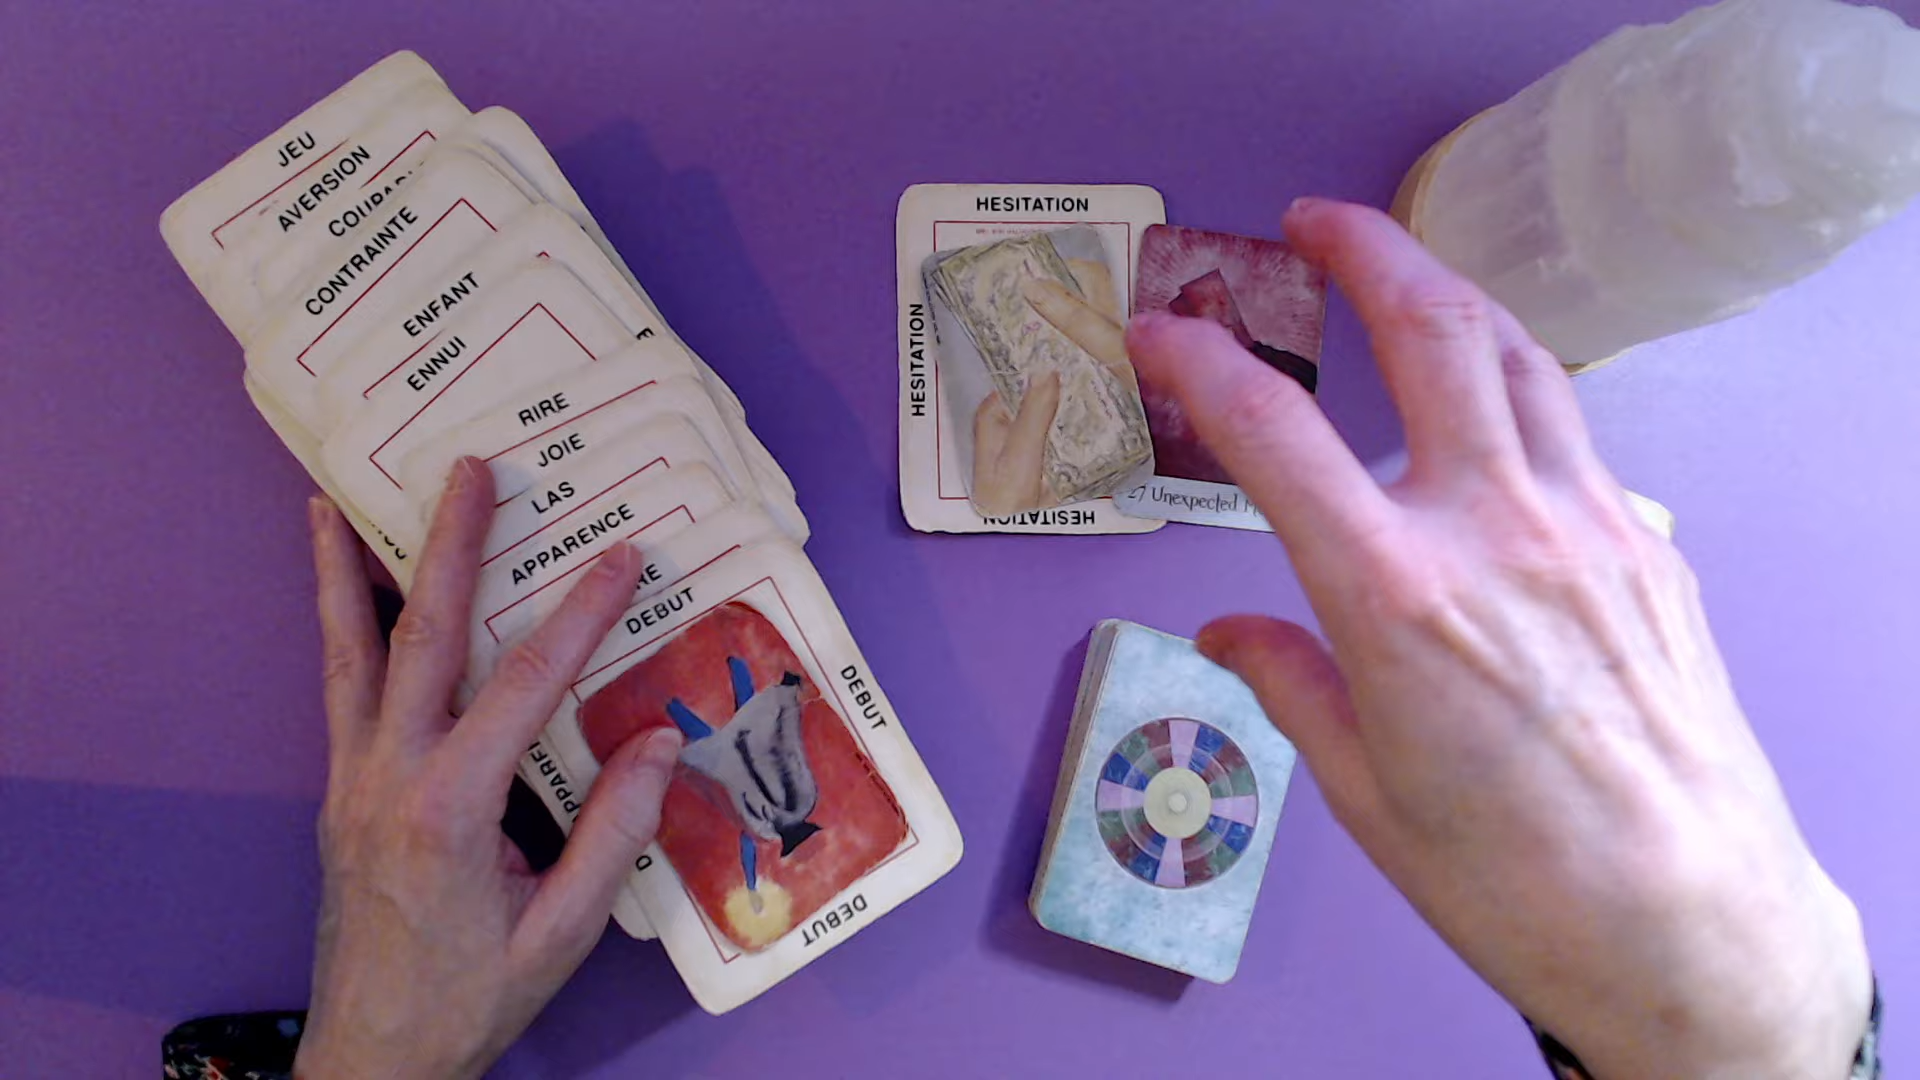 JEU
AVERSION
CONTRAINTE
ENFANT
ENNUI
RIRE
JOIE
LAS
APPARENCE
DEBUT
DEBUT
DEBUT
HESITATION
HESITATION
HESITATION
27 Unexpected